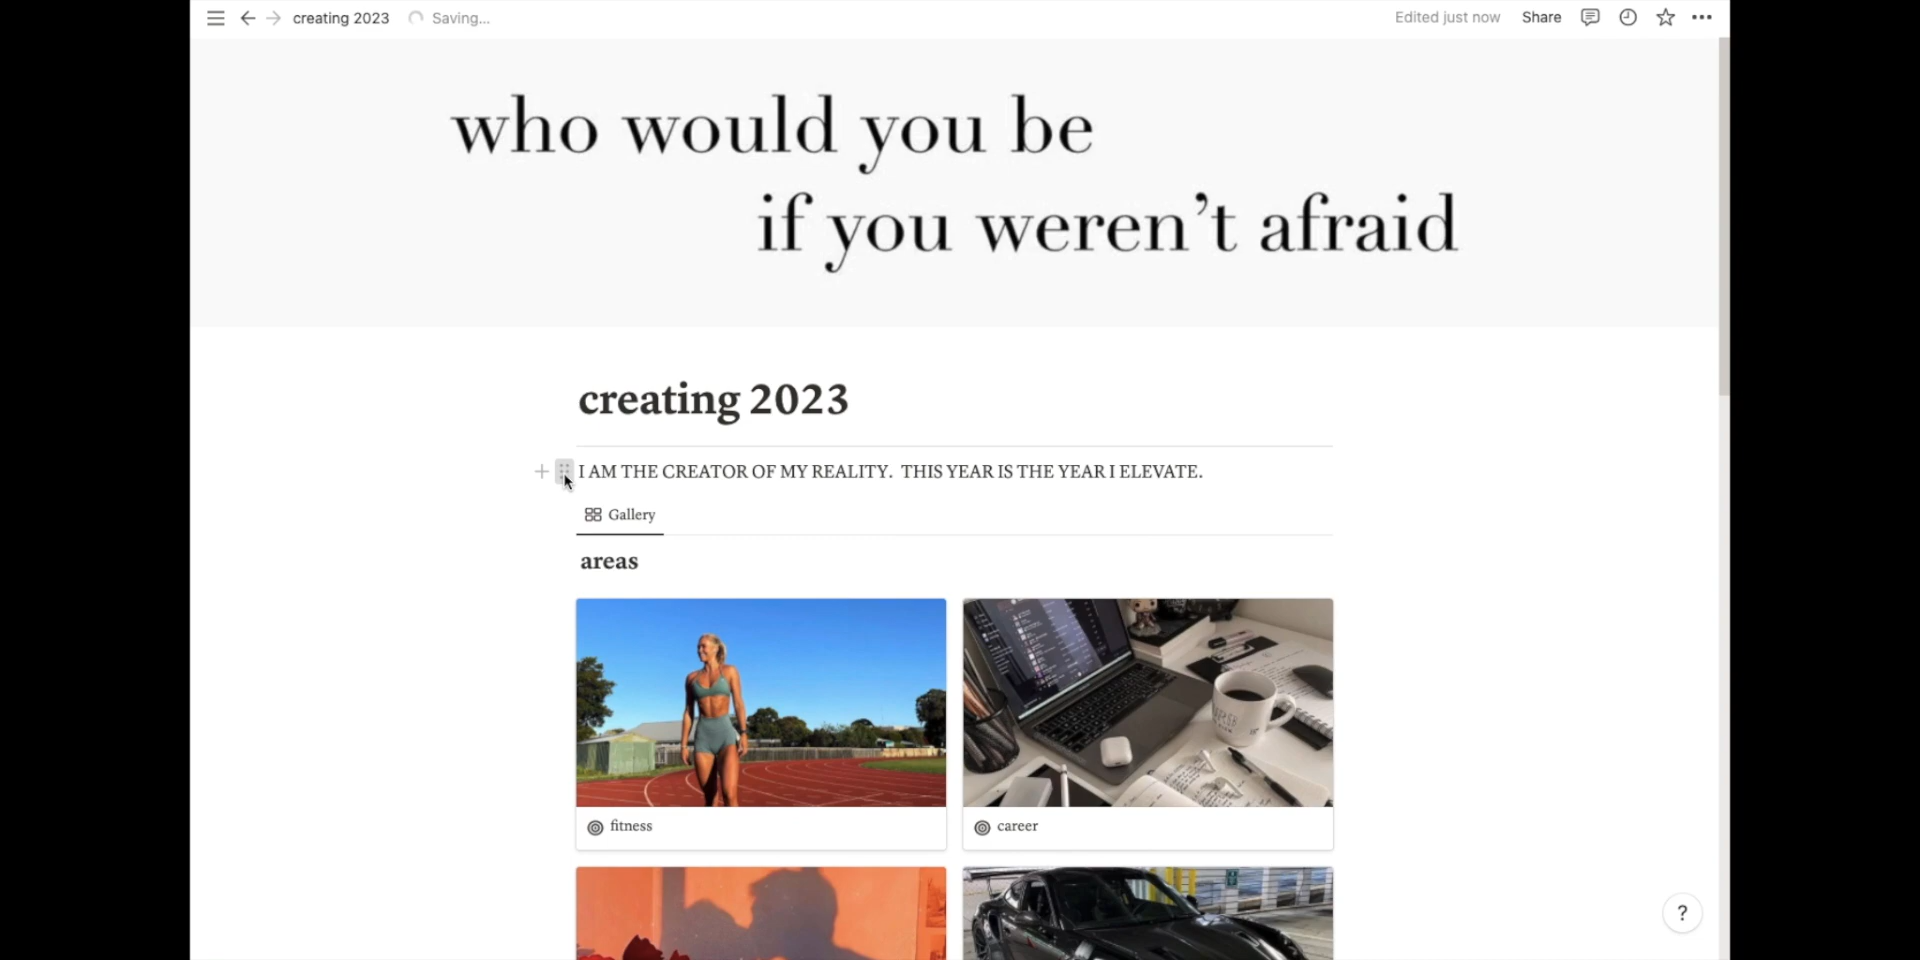 creating 2023 Saving... Edited just now Share
who would you be
if you weren't afraid
creating 2023
I AM THE CREATOR OF MY REALITY. THIS YEAR IS THE YEAR I ELEVATE.
Gallery
areas
fitness career
?